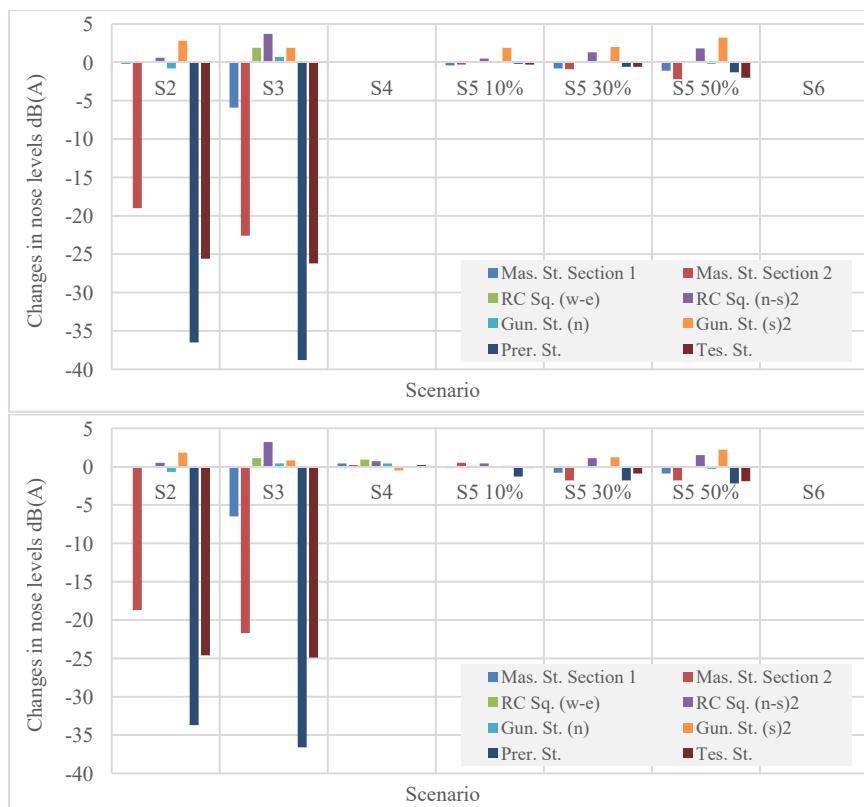 5
0
-5
-10
-15
-20
-25
-30
-35
-40
Changes in nose levels dB(A)
S2 S3 S4 S5 10% S5 30% S5 50% S6
Mas. St. Section 1 Mas. St. Section 2
RC Sq. (w-e) RC Sq. (n-s)2
Gun. St. (n) Gun. St. (s)2
Prer. St. Tes. St.
Scenario
5
0
-5
-10
-15
-20
-25
-30
-35
-40
Changes in nose levels dB(A)
S2 S3 S4 S5 10% S5 30% S5 50% S6
Mas. St. Section 1 Mas. St. Section 2
RC Sq. (w-e) RC Sq. (n-s)2
Gun. St. (n) Gun. St. (s)2
Prer. St. Tes. St.
Scenario